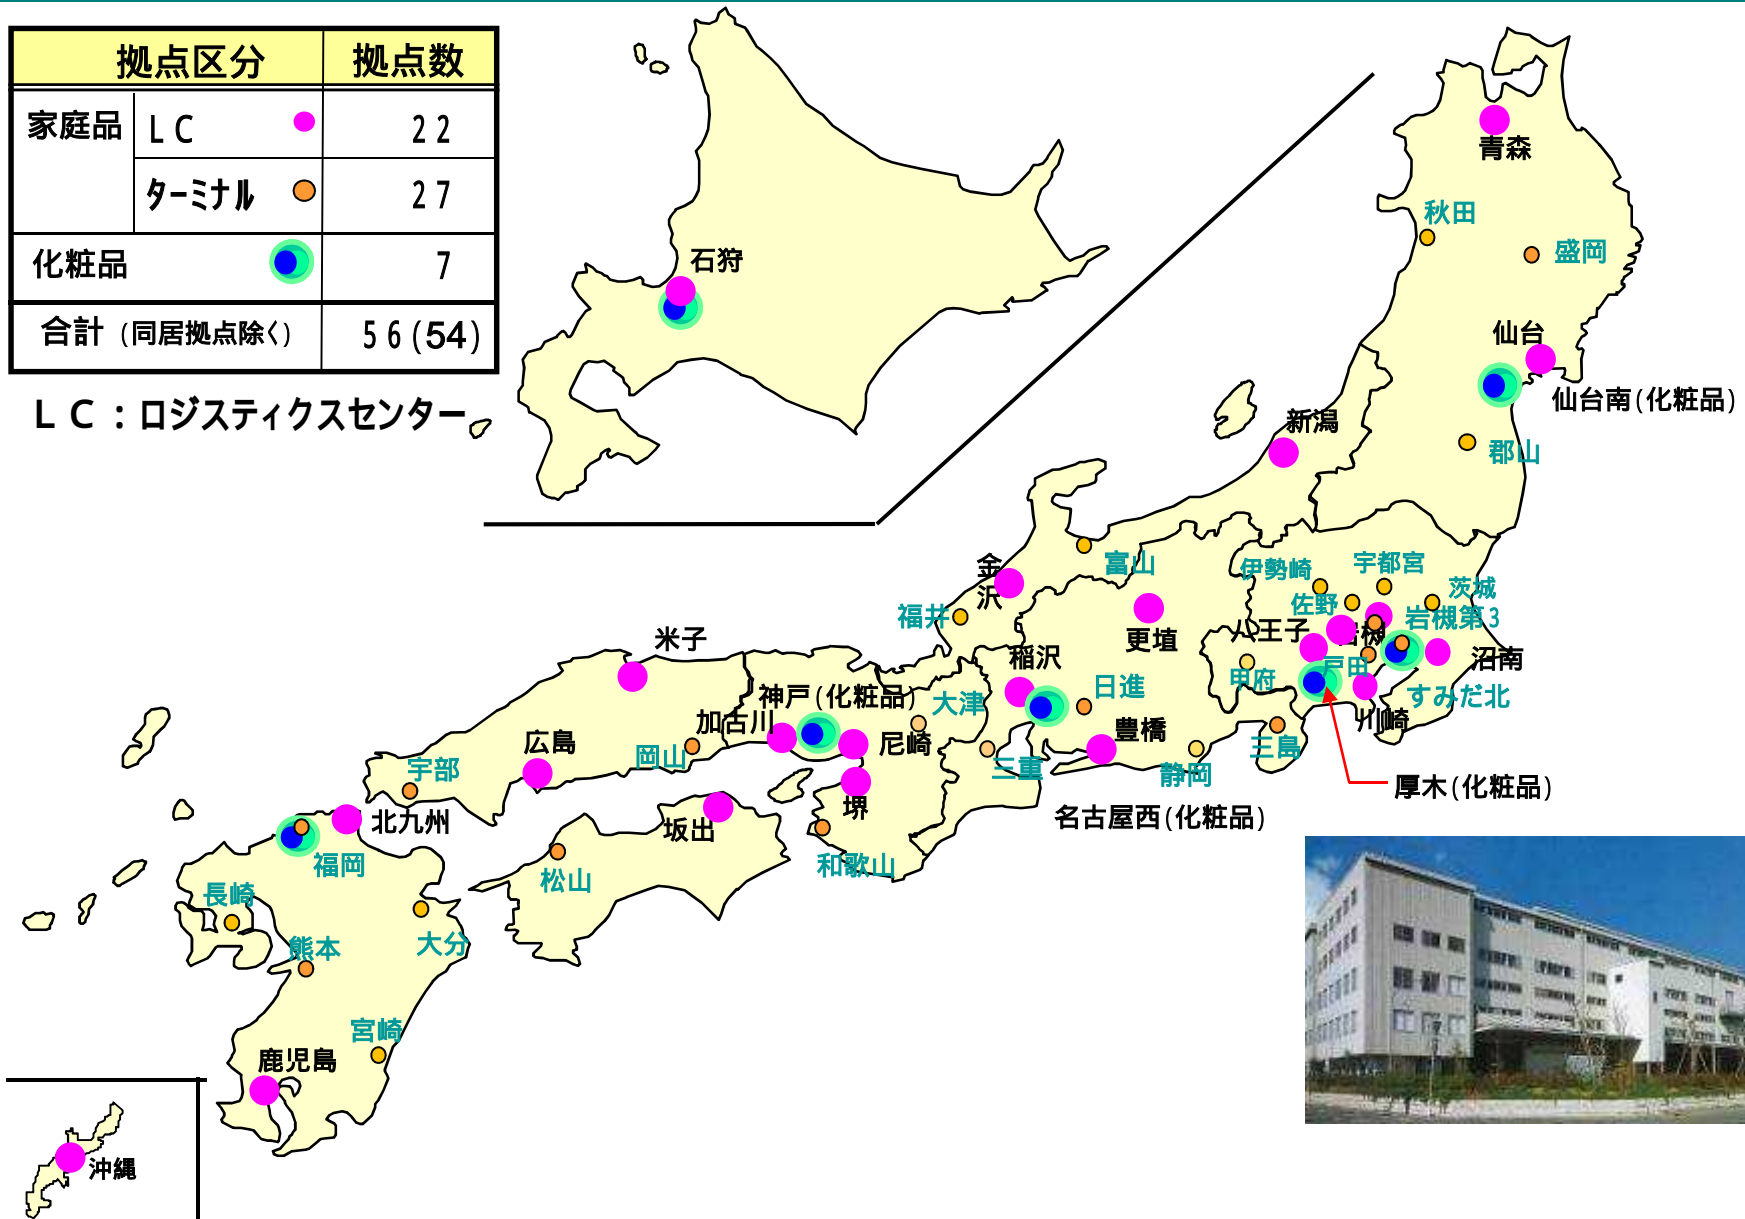 拠点区分 拠点数
家庭品 LC 22
ターミナル 27
化粧品 7
合計(同居拠点除く) 56(54)
LC:ロジスティクスセンター
石狩
青森
秋田
盛岡
仙台
仙台南(化粧品)
郡山
新潟
金沢
富山
福井
伊勢崎
宇都宮
茨城
佐野
岩槻第3
八王子
岩槻
沼南
戸田
甲府
すみだ北
川崎
更埴
稲沢
日進
米子
神戸(化粧品)
大津
加古川
尼崎
豊橋
三島
広島
岡山
三重
静岡
宇部
厚木(化粧品)
堺
名古屋西(化粧品)
北九州
坂出
福岡
松山
和歌山
長崎
熊本
大分
宮崎
鹿児島
沖縄